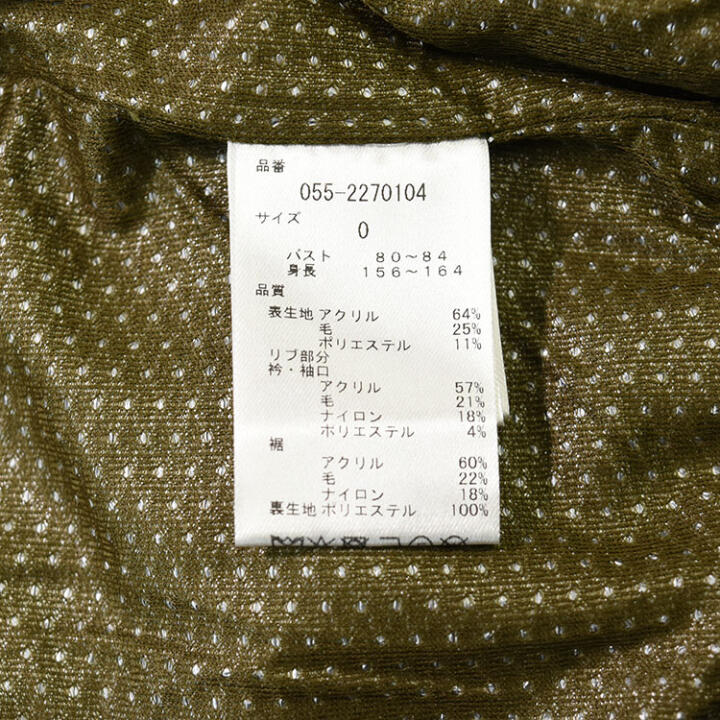 品番
055-2270104
サイズ
0
バスト 80〜84
身長 156〜164
品質
表生地 アクリル 64%
毛 25%
ポリエステル 11%
リブ部分
衿・袖口
アクリル 57%
毛 21%
ナイロン 18%
ポリエステル 4%
裾
アクリル 60%
毛 22%
ナイロン 18%
裏生地 ポリエステル 100%